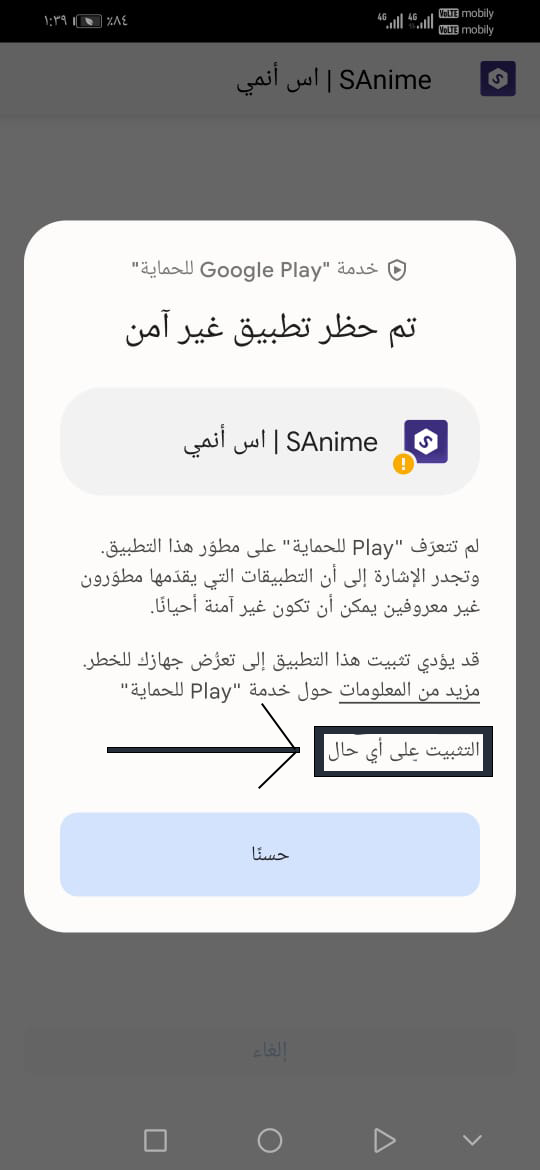 ١:٣٩ ٪٨٤ 4G 4G VoLTE mobily
VoLTE mobily
SAnime | اس أنمي
خدمة "Google Play للحماية"
تم حظر تطبيق غير آمن
SAnime | اس أنمي
لم تتعرّف "Play للحماية" على مطوّر هذا التطبيق.
وتجدر الإشارة إلى أن التطبيقات التي يقدّمها مطوّرون
غير معروفين يمكن أن تكون غير آمنة أحيانًا.
قد يؤدي تثبيت هذا التطبيق إلى تعرُّض جهازك للخطر.
مزيد من المعلومات حول خدمة "Play للحماية"
التثبيت على أي حال
حسنًا
إلغاء